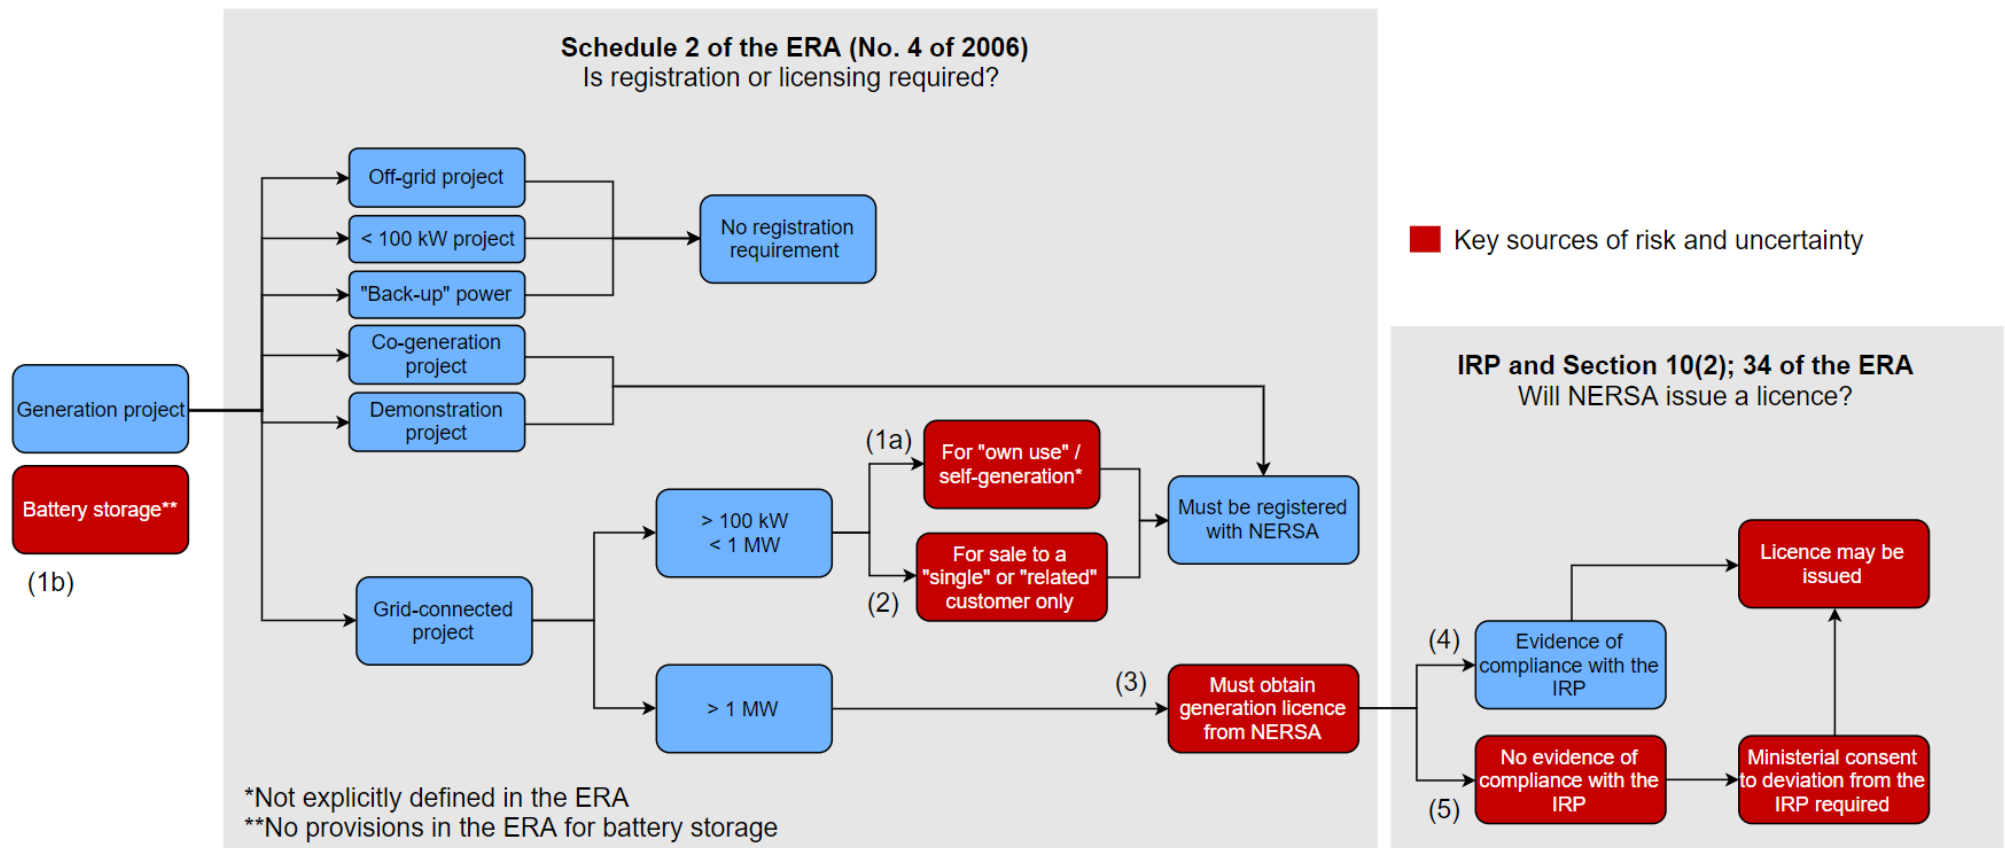 Schedule 2 of the ERA (No. 4 of 2006)
Is registration or licensing required?
Off-grid project
< 100 kW project
"Back-up" power
Co-generation
project
Demonstration
project
No registration
requirement
Key sources of risk and uncertainty
Generation project
Battery storage**
(1b)
Grid-connected
project
> 100 kW
< 1 MW
> 1 MW
(1a)
For "own use" /
self-generation*
(2)
For sale to a
"single" or "related"
customer only
Must be registered
with NERSA
(3)
Must obtain
generation licence
from NERSA
*Not explicitly defined in the ERA
**No provisions in the ERA for battery storage
IRP and Section 10(2); 34 of the ERA
Will NERSA issue a licence?
(4)
Evidence of
compliance with the
IRP
Licence may be
issued
(5)
No evidence of
compliance with the
IRP
Ministerial consent
to deviation from the
IRP required